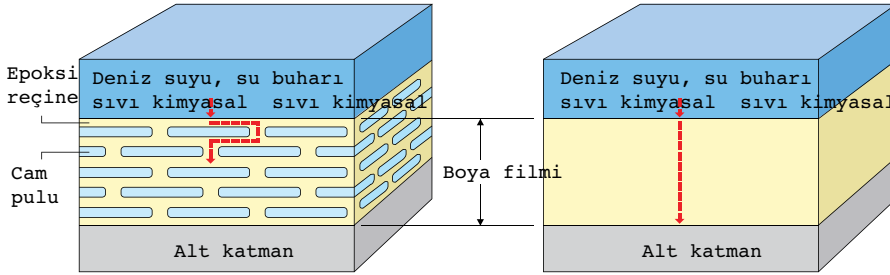 Epoksi
reçine
Deniz suyu, su buharı
sıvı kimyasal sıvı kimyasal
Cam
pulu
Alt katman
Boya filmi
Deniz suyu, su buharı
sıvı kimyasal sıvı kimyasal
Alt katman